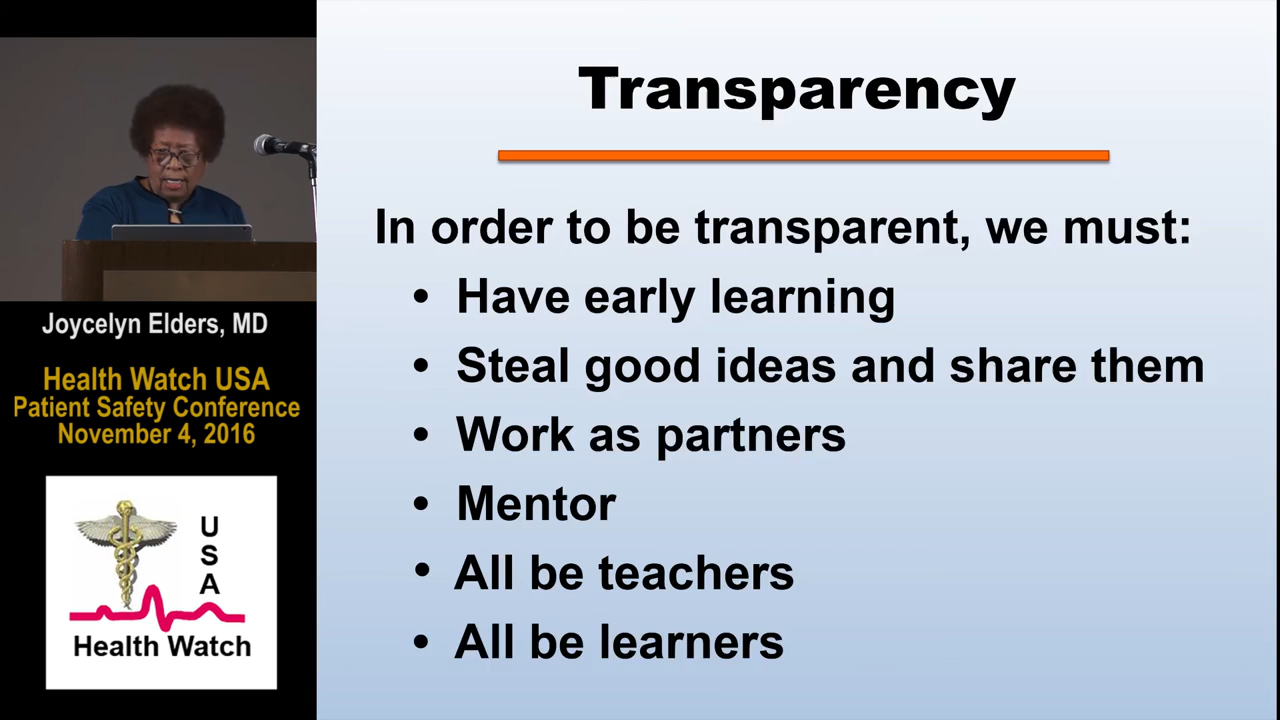 Joycelyn Elders, MD
Health Watch USA
Patient Safety Conference
November 4, 2016
USA
Health Watch
Transparency
In order to be transparent, we must:
• Have early learning
• Steal good ideas and share them
• Work as partners
• Mentor
• All be teachers
• All be learners